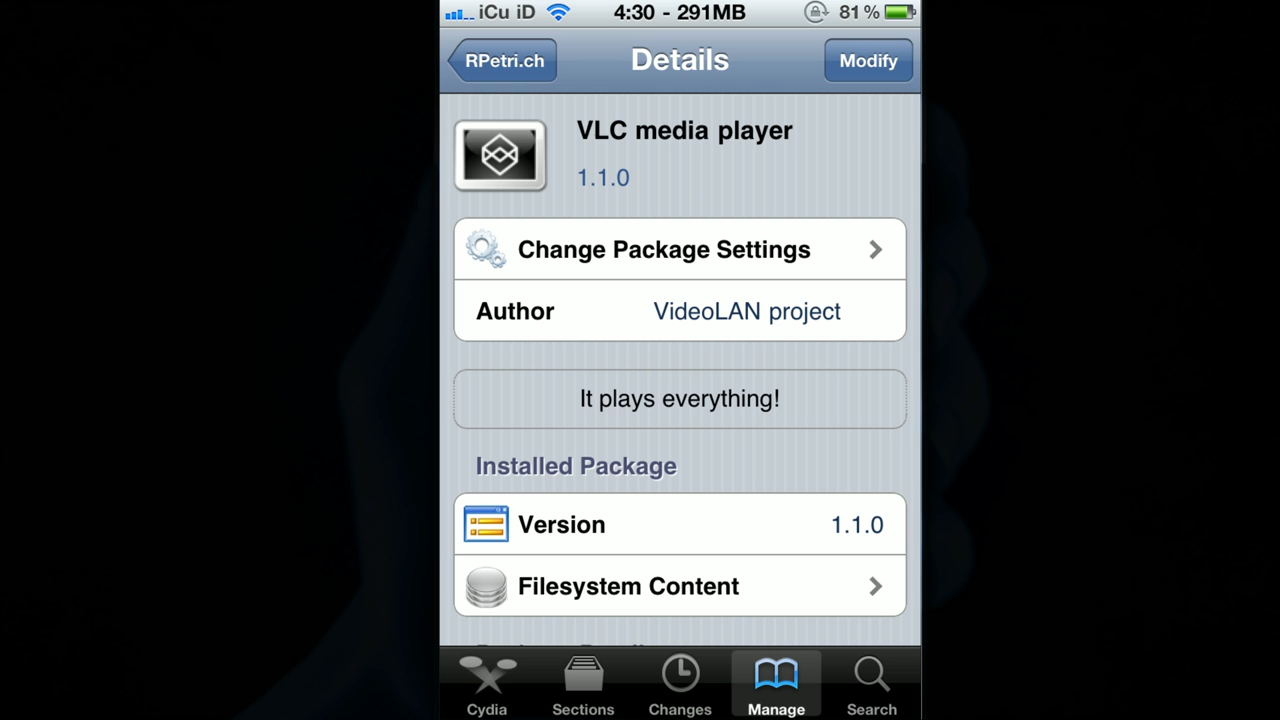 iCu iD 4:30 - 291MB 81%
RPetri.ch Details Modify
VLC media player
1.1.0
Change Package Settings
Author VideoLAN project
It plays everything!
Installed Package
Version 1.1.0
Filesystem Content
Cydia Sections Changes Manage Search